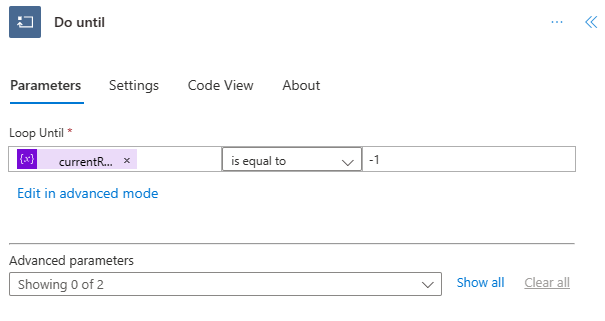 Do until
Parameters Settings Code View About
Loop Until *
{x} currentR... × is equal to -1
Edit in advanced mode
Advanced parameters
Showing 0 of 2 Show all Clear all